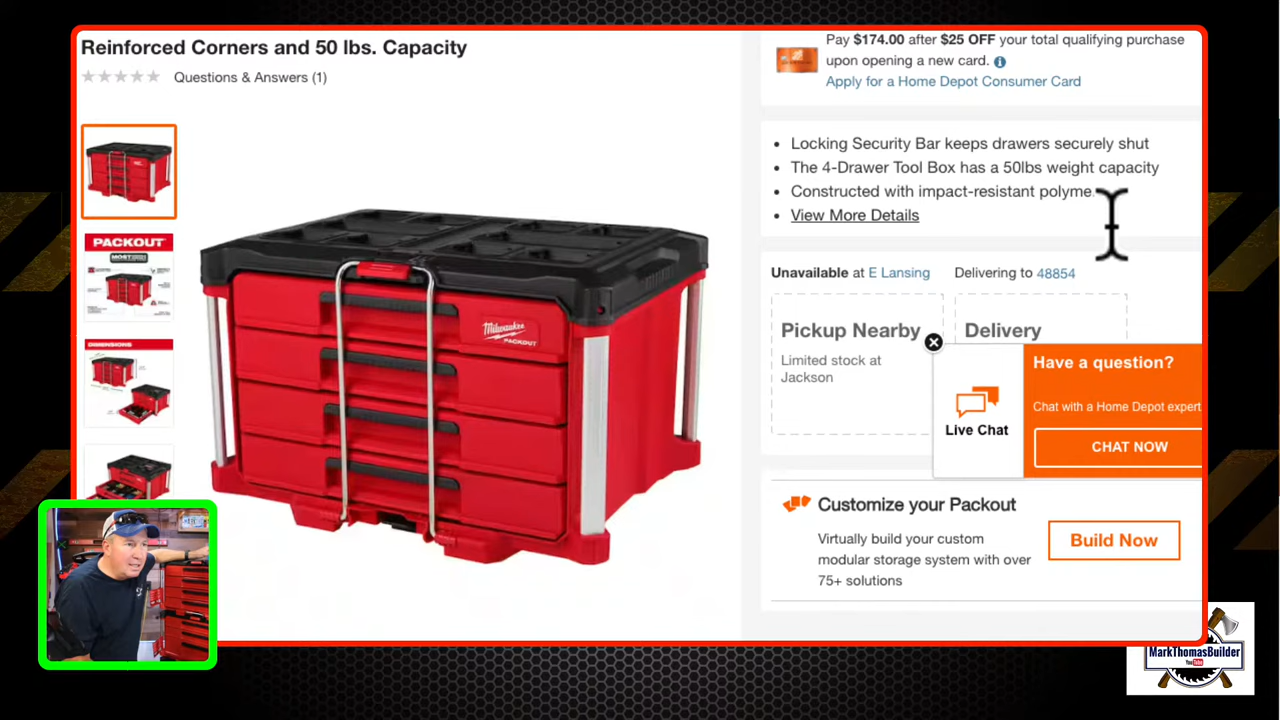 Reinforced Corners and 50 lbs. Capacity
Questions & Answers (1)
Pay $174.00 after $25 OFF your total qualifying purchase
upon opening a new card.
Apply for a Home Depot Consumer Card
Locking Security Bar keeps drawers securely shut
The 4-Drawer Tool Box has a 50lbs weight capacity
Constructed with impact-resistant polyme
View More Details
Unavailable at E Lansing
Delivering to 48854
Pickup Nearby
Limited stock at
Jackson
Delivery
Live Chat
Have a question?
Chat with a Home Depot expert
CHAT NOW
Customize your Packout
Virtually build your custom
modular storage system with over
75+ solutions
Build Now
PACKOUT
DIMENSIONS
Milwaukee
PACKOUT
MarkThomasBuilder